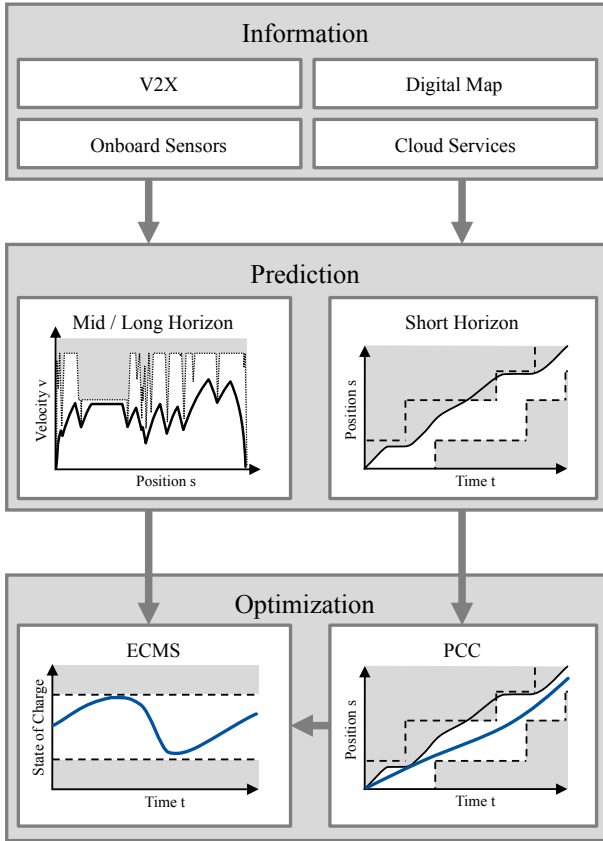 Information
V2X
Digital Map
Onboard Sensors
Cloud Services
Prediction
Mid / Long Horizon
Velocity v
Position s
Short Horizon
Position s
Time t
Optimization
ECMS
State of Charge
Time t
PCC
Position s
Time t